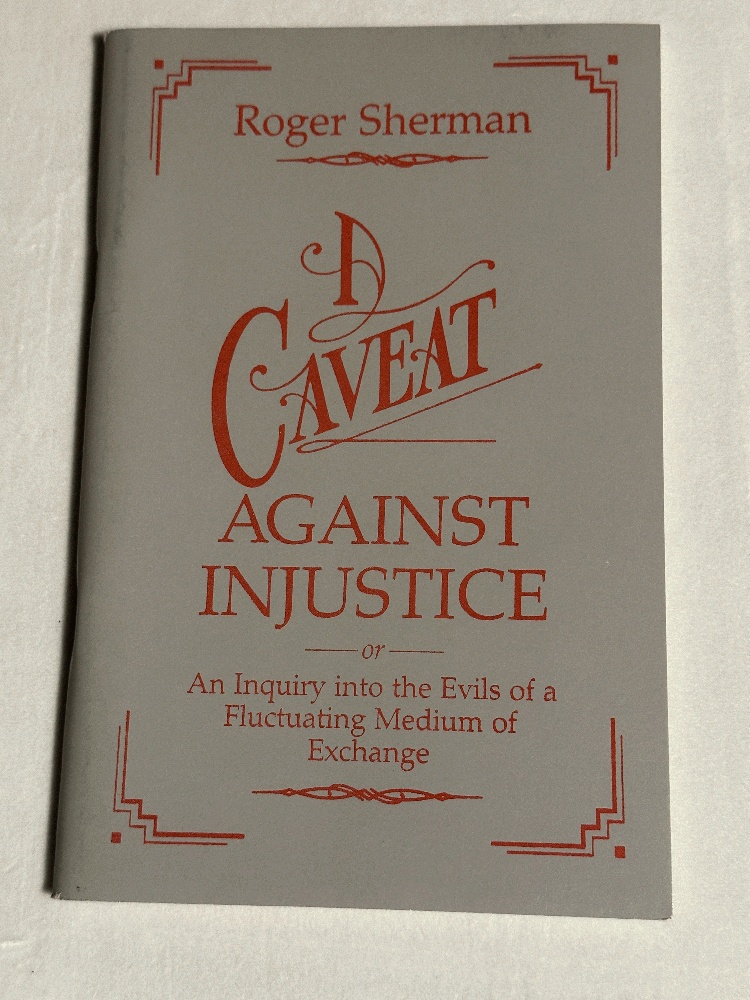 Roger Sherman
A
CAVEAT
AGAINST
INJUSTICE
or
An Inquiry into the Evils of a
Fluctuating Medium of
Exchange